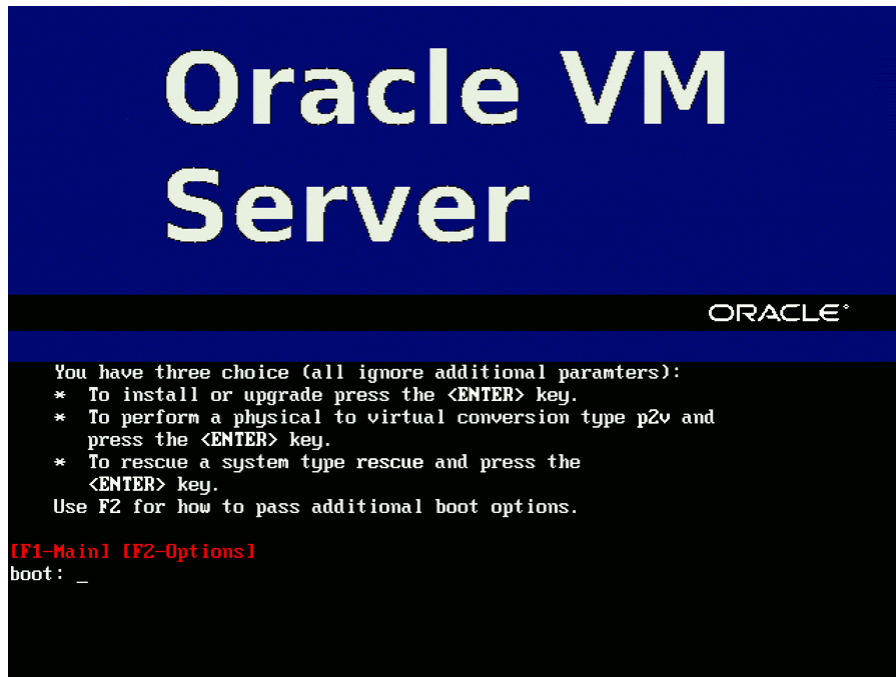 Oracle VM
Server
ORACLE
You have three choice (all ignore additional paramters):
* To install or upgrade press the <ENTER> key.
* To perform a physical to virtual conversion type p2v and
press the <ENTER> key.
* To rescue a system type rescue and press the
<ENTER> key.
Use F2 for how to pass additional boot options.
[F1-Main] [F2-Options]
boot: _